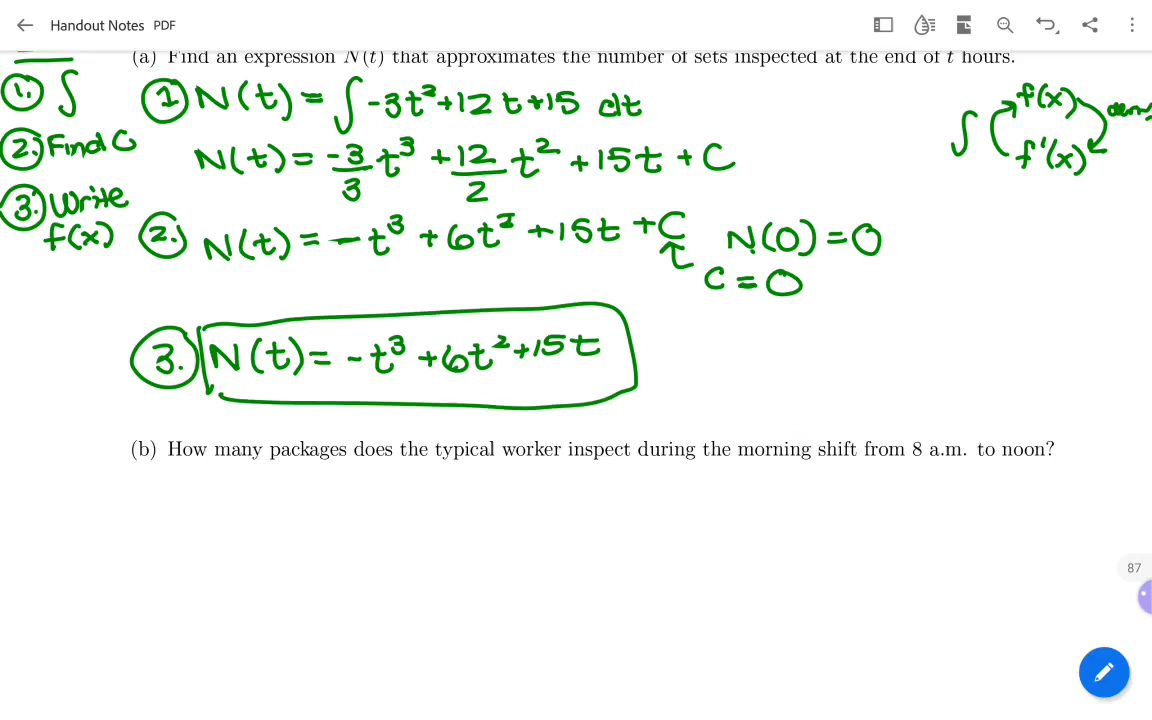 Handout Notes PDF
(a) Find an expression N(t) that approximates the number of sets inspected at the end of t hours.
1. ∫
① N(t) = ∫ -3t²+12t+15 dt
∫ f(x) f'(x)
2. Find C
N(t) = -3/3 t³ + 12/2 t² + 15t + C
3. Write f(x)
2. N(t) = -t³ + 6t² + 15t + C N(0) = 0
C = 0
3. N(t) = -t³ + 6t² + 15t
(b) How many packages does the typical worker inspect during the morning shift from 8 a.m. to noon?
87